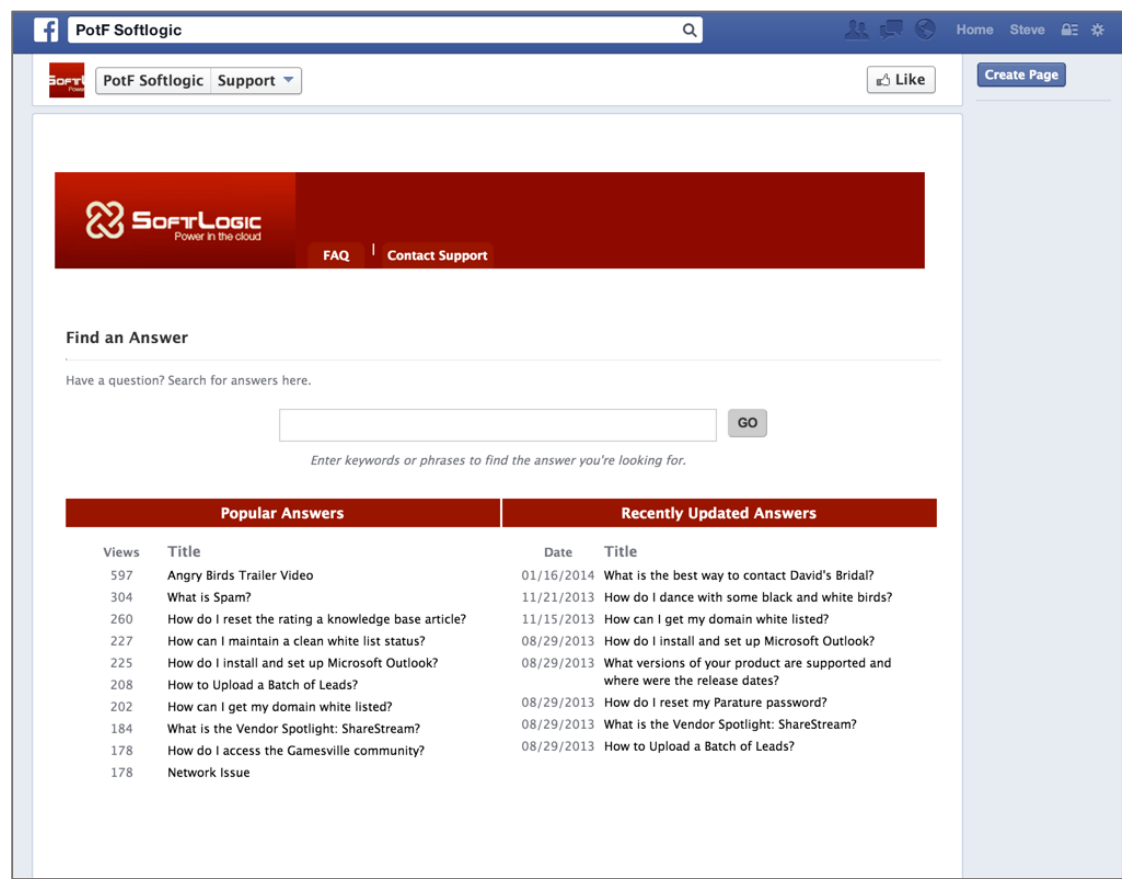 PotF Softlogic
Home Steve
SOFT
Power
PotF Softlogic Support
Like
Create Page
SOFTLOGIC
Power in the cloud
FAQ | Contact Support
Find an Answer
Have a question? Search for answers here.
GO
Enter keywords or phrases to find the answer you're looking for.
Popular Answers
Views Title
597 Angry Birds Trailer Video
304 What is Spam?
260 How do I reset the rating a knowledge base article?
227 How can I maintain a clean white list status?
225 How do I install and set up Microsoft Outlook?
208 How to Upload a Batch of Leads?
202 How can I get my domain white listed?
184 What is the Vendor Spotlight: ShareStream?
178 How do I access the Gamesville community?
178 Network Issue
Recently Updated Answers
Date Title
01/16/2014 What is the best way to contact David's Bridal?
11/21/2013 How do I dance with some black and white birds?
11/15/2013 How can I get my domain white listed?
08/29/2013 How do I install and set up Microsoft Outlook?
08/29/2013 What versions of your product are supported and
where were the release dates?
08/29/2013 How do I reset my Parature password?
08/29/2013 What is the Vendor Spotlight: ShareStream?
08/29/2013 How to Upload a Batch of Leads?